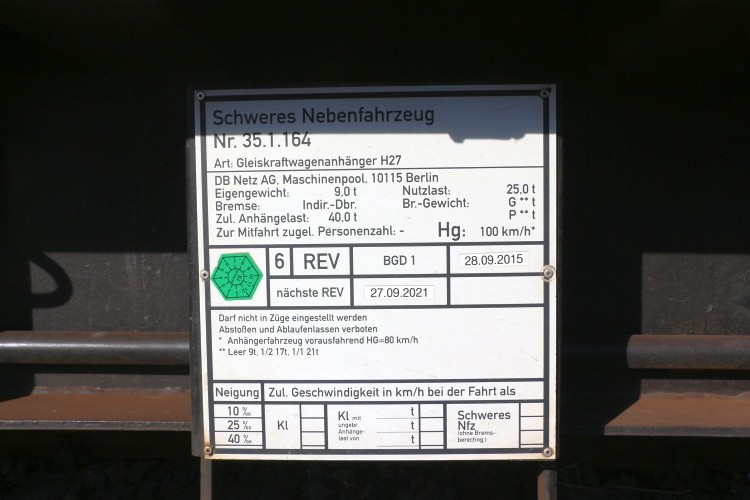 Schweres Nebenfahrzeug
Nr. 35.1.164
Art: Gleiskraftwagenanhänger H27
DB Netz AG, Maschinenpool, 10115 Berlin
Eigengewicht: 9,0 t Nutzlast: 25,0 t
Bremse: Indir.-Dbr. Br.-Gewicht: G ** t
Zul. Anhängelast: 40,0 t P ** t
Zur Mitfahrt zugel. Personenzahl: - Hg: 100 km/h*
6 REV BGD 1 28.09.2015
nächste REV 27.09.2021
Darf nicht in Züge eingestellt werden
Abstoßen und Ablaufenlassen verboten
* Anhängerfahrzeug vorausfahrend HG=80 km/h
** Leer 9t, 1/2 17t, 1/1 21t
Neigung Zul. Geschwindigkeit in km/h bei der Fahrt als
10 ‰
25 ‰
40 ‰
Kl
Kl mit
ungebr.
Anhänge-
last von
t
t
t
Schweres
Nfz
(ohne Brems-
berechng.)